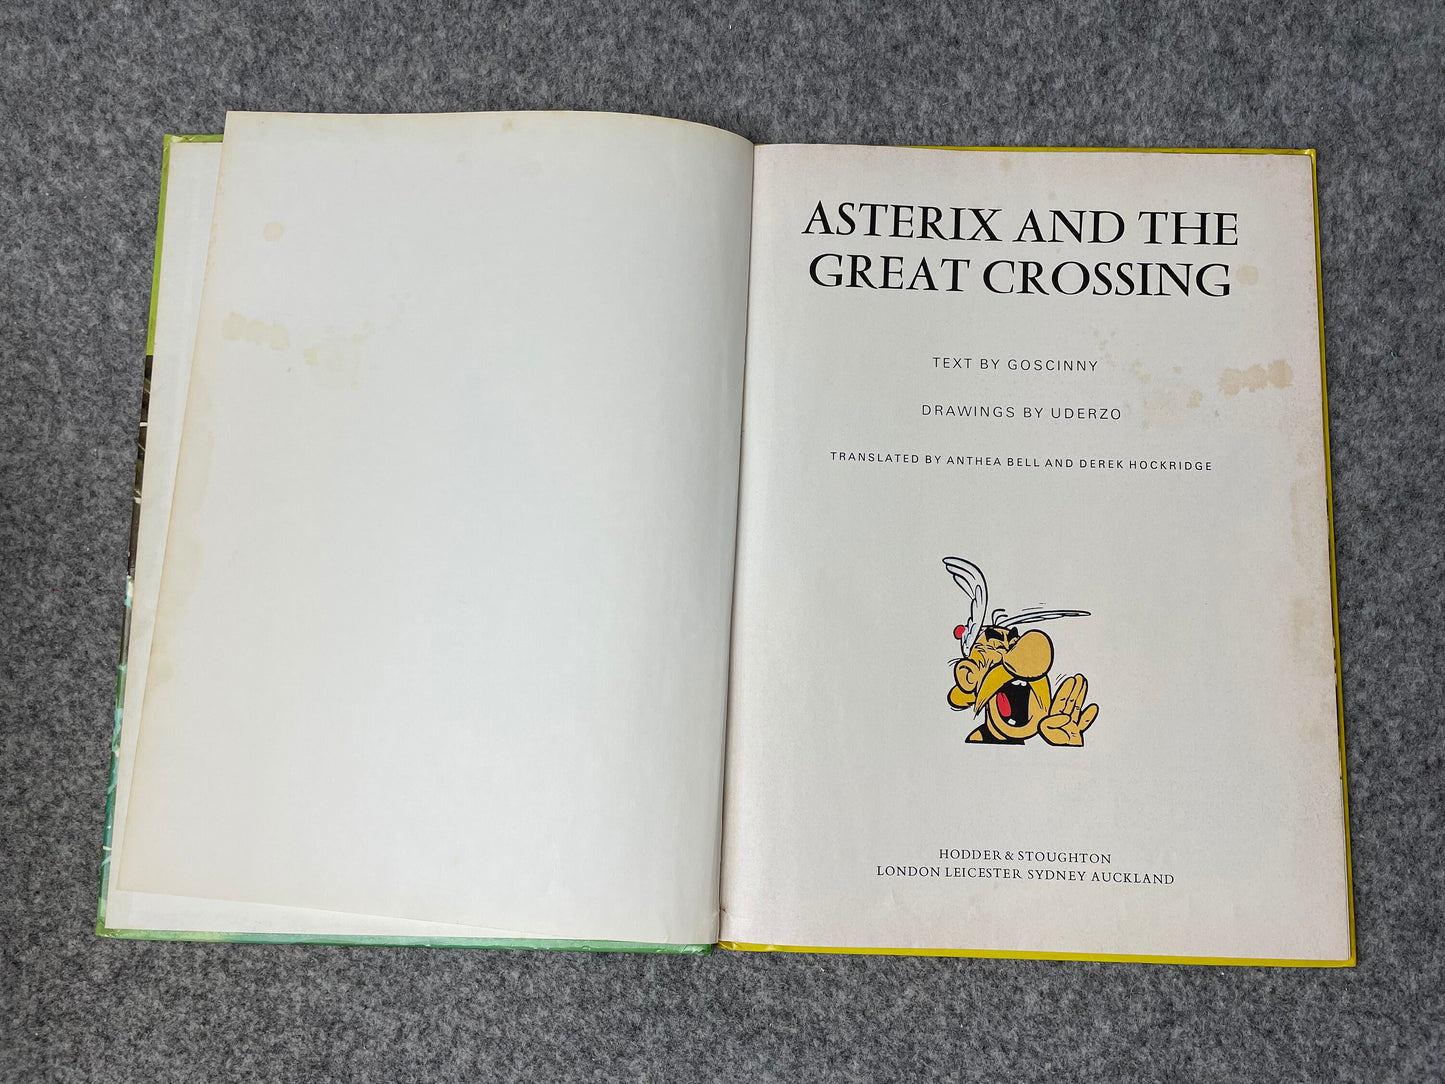 ASTERIX AND THE
GREAT CROSSING
TEXT BY GOSCINNY
DRAWINGS BY UDERZO
TRANSLATED BY ANTHEA BELL AND DEREK HOCKRIDGE
HODDER & STOUGHTON
LONDON LEICESTER SYDNEY AUCKLAND